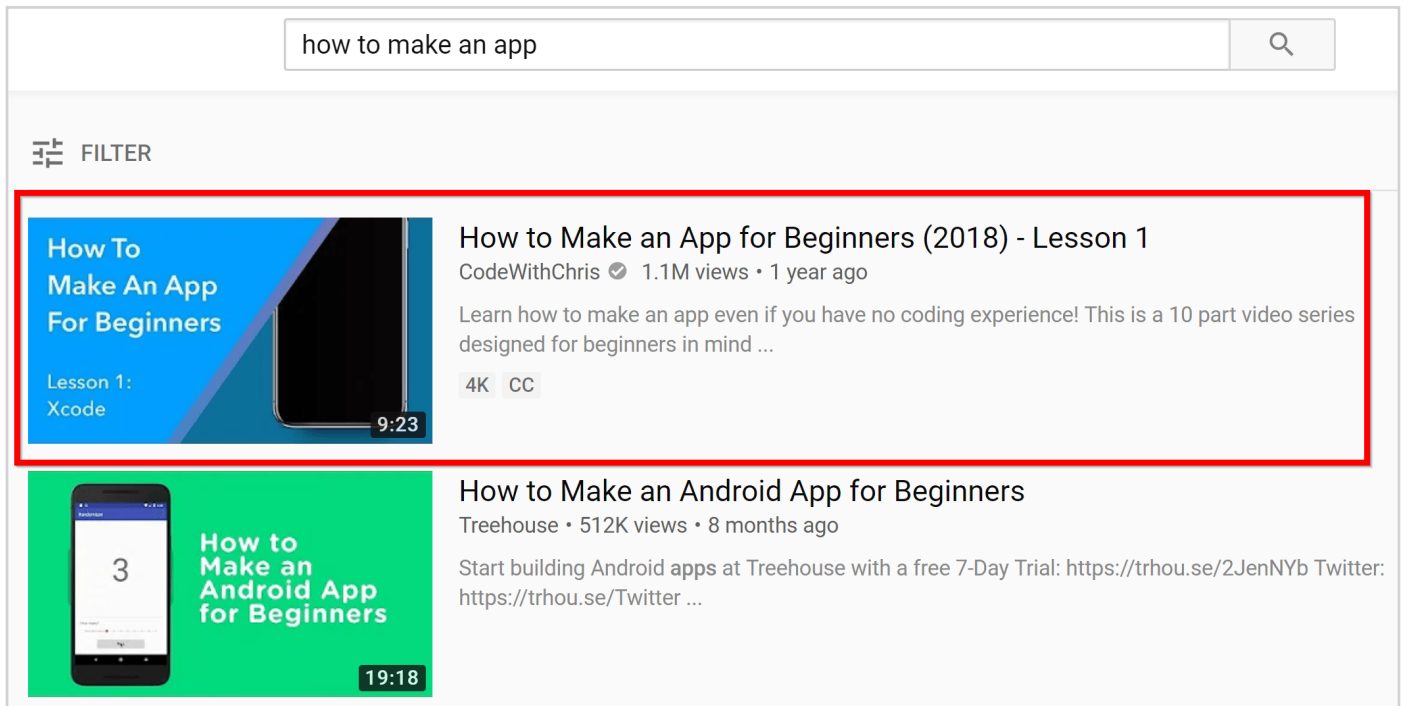 how to make an app
FILTER
How To
Make An App
For Beginners
Lesson 1:
Xcode
9:23
How to Make an App for Beginners (2018) - Lesson 1
CodeWithChris 1.1M views • 1 year ago
Learn how to make an app even if you have no coding experience! This is a 10 part video series
designed for beginners in mind ...
4K CC
3
How to
Make an
Android App
for Beginners
19:18
How to Make an Android App for Beginners
Treehouse • 512K views • 8 months ago
Start building Android apps at Treehouse with a free 7-Day Trial: https://trhou.se/2JenNYb Twitter:
https://trhou.se/Twitter ...